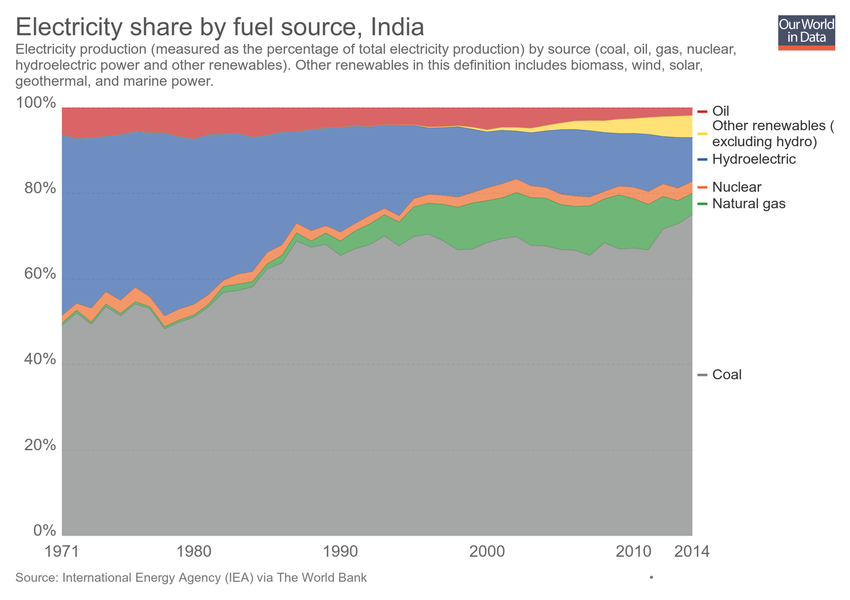 Electricity share by fuel source, India
Our World
in Data
Electricity production (measured as the percentage of total electricity production) by source (coal, oil, gas, nuclear,
hydroelectric power and other renewables). Other renewables in this definition includes biomass, wind, solar,
geothermal, and marine power.
100%
80%
60%
40%
20%
0%
Oil
Other renewables (
excluding hydro)
Hydroelectric
Nuclear
Natural gas
Coal
1971 1980 1990 2000 2010 2014
Source: International Energy Agency (IEA) via The World Bank •